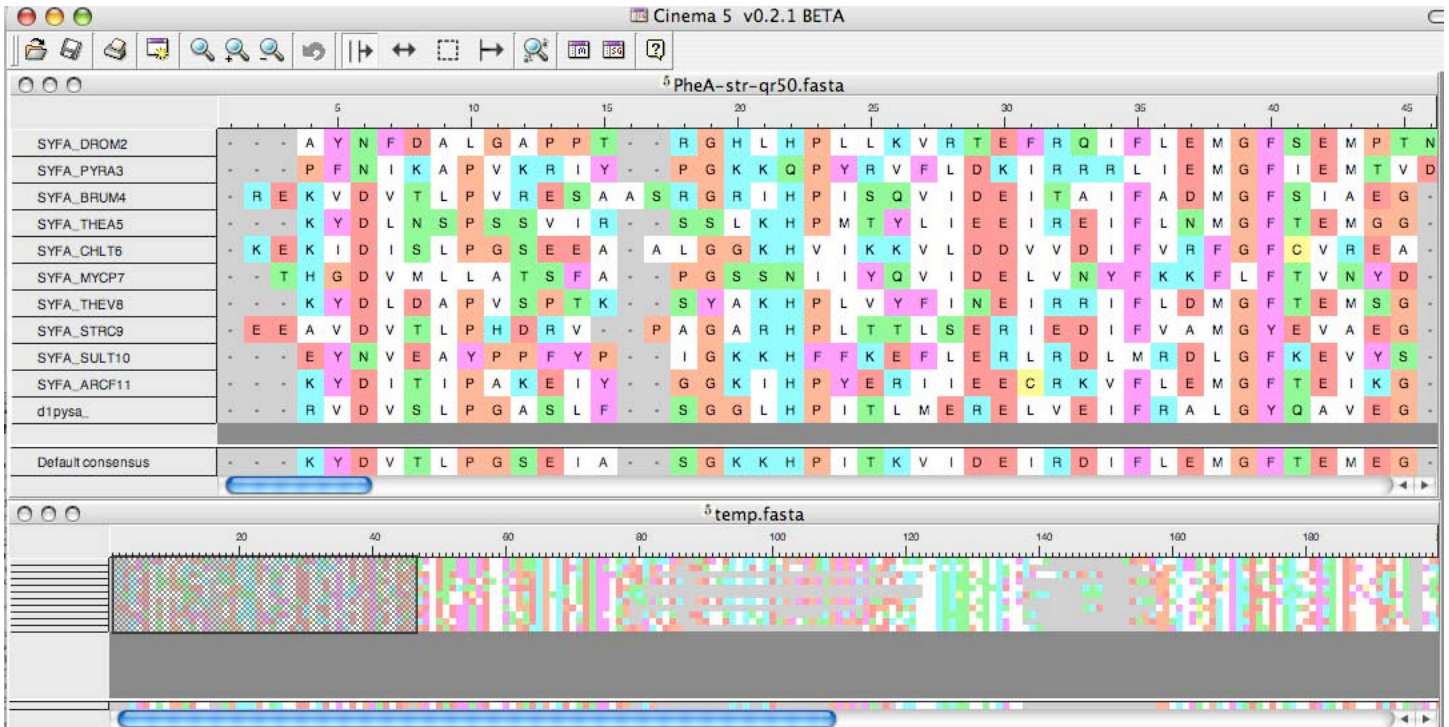 Cinema 5 v0.2.1 BETA
5 PheA-str-qr50.fasta
5 10 15 20 25 30 35 40 45
SYFA_DROM2 - - - A Y N F D A L G A P P T - - R G H L H P L L K V R T E F R Q I F L E M G F S E M P T N
SYFA_PYRA3 - - - P F N I K A P V K R I Y - - P G K K Q P Y R V F L D K I R R R L I E M G F I E M T V D
SYFA_BRUM4 - R E K V D V T L P V R E S A A S R G R I H P I S Q V I D E I T A I F A D M G F S I A E G -
SYFA_THEA5 - - - K Y D L N S P S S V I R - - S S L K H P M T Y L I E E I R E I F L N M G F T E M G G -
SYFA_CHLT6 - K E K I D I S L P G S E E A - A L G G K H V I K K V L D D V V D I F V R F G F C V R E A -
SYFA_MYCP7 - - T H G D V M L L A T S F A - - P G S S N I I Y Q V I D E L V N Y F K K F L F T V N Y D -
SYFA_THEV8 - - - K Y D L D A P V S P T K - - S Y A K H P L V Y F I N E I R R I F L D M G F T E M S G -
SYFA_STRC9 - E E A V D V T L P H D R V - - P A G A R H P L T T L S E R I E D I F V A M G Y E V A E G -
SYFA_SULT10 - - - E Y N V E A Y P P F Y P - - I G K K H F F K E F L E R L R D L M R D L G F K E V Y S -
SYFA_ARCF11 - - - K Y D I T I P A K E I Y - - G G K I H P Y E R I I E E C R K V F L E M G F T E I K G -
d1pysa_ - - - R V D V S L P G A S L F - - S G G L H P I T L M E R E L V E I F R A L G Y Q A V E G -
Default consensus - - - K Y D V T L P G S E I A - - S G K K H P I T K V I D E I R D I F L E M G F T E M E G -
5 temp.fasta
20 40 60 80 100 120 140 160 180